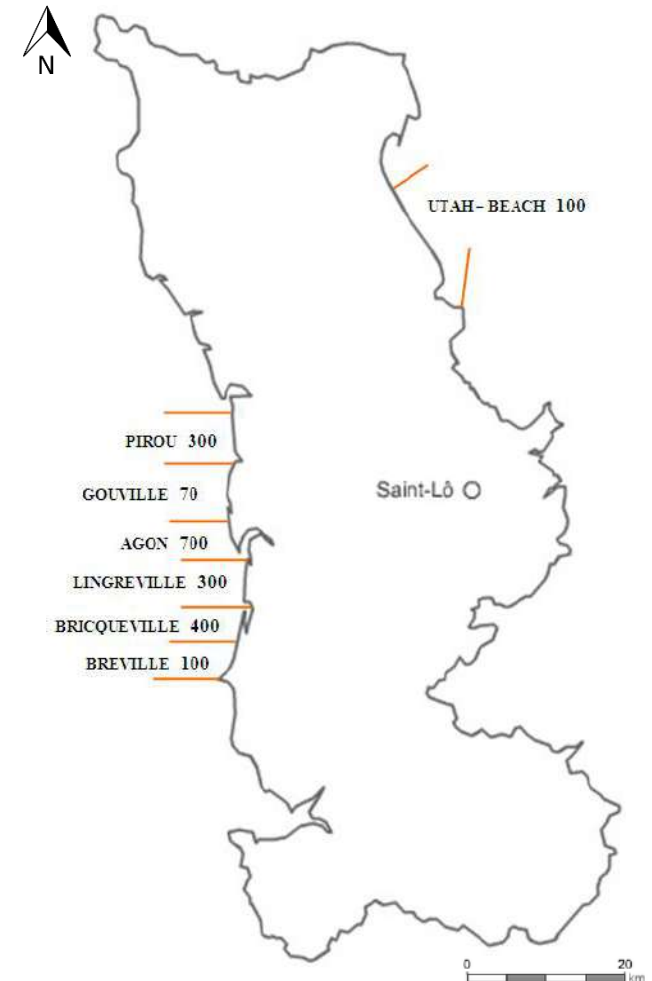 N
UTAH-BEACH 100
PIROU 300
GOUVILLE 70
Saint-Lô
AGON 700
LINGREVILLE 300
BRICQUEVILLE 400
BREVILLE 100
0 20
km